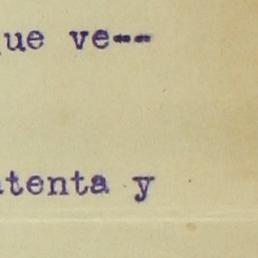 ue ve--
tenta y